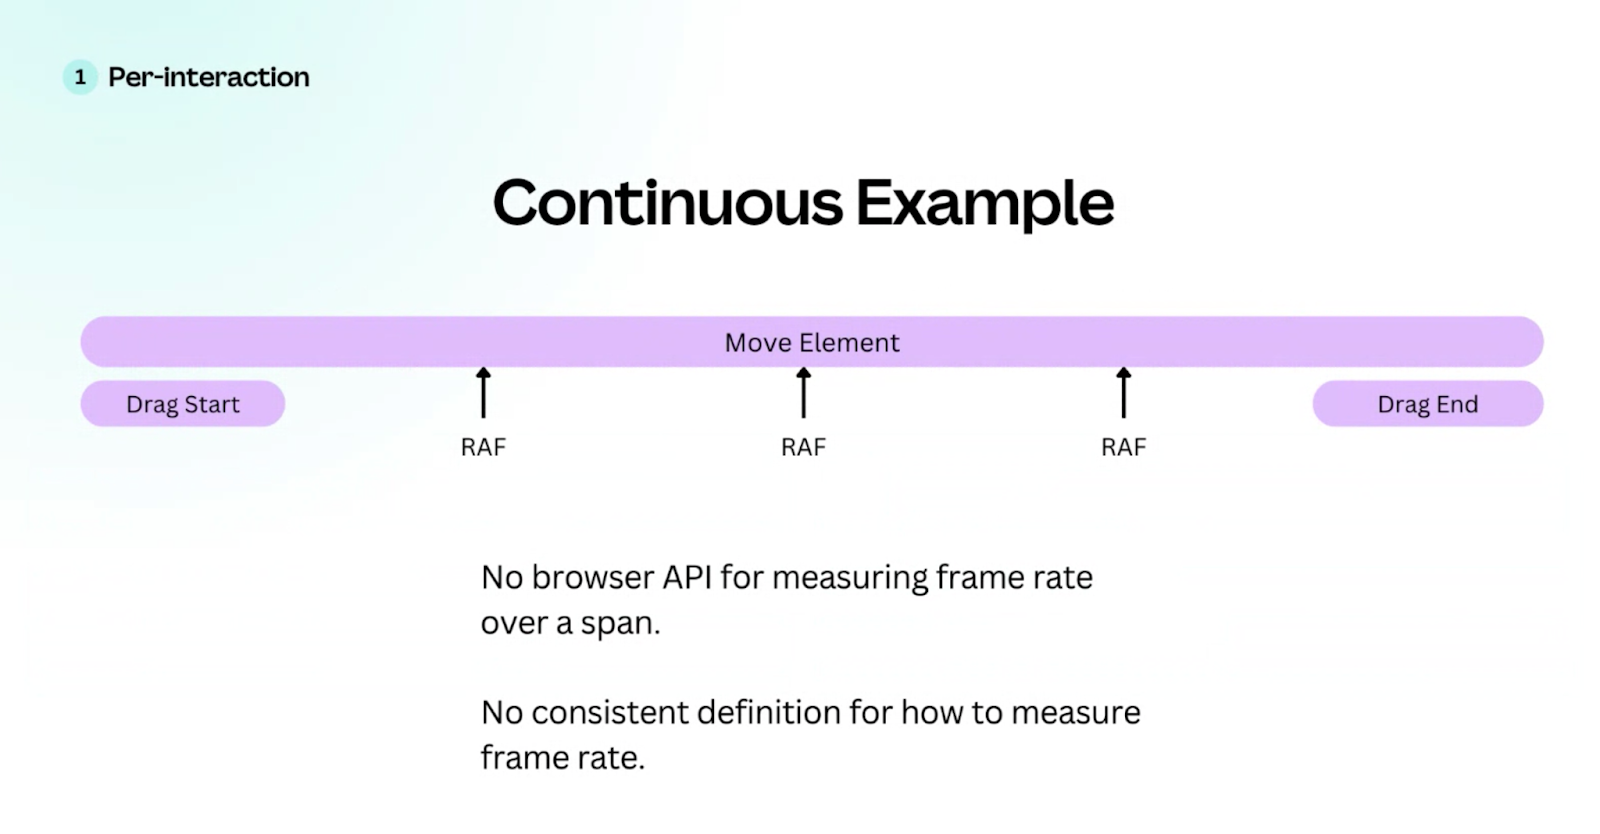 1 Per-interaction
Continuous Example
Move Element
Drag Start
Drag End
RAF
RAF
RAF
No browser API for measuring frame rate
over a span.
No consistent definition for how to measure
frame rate.